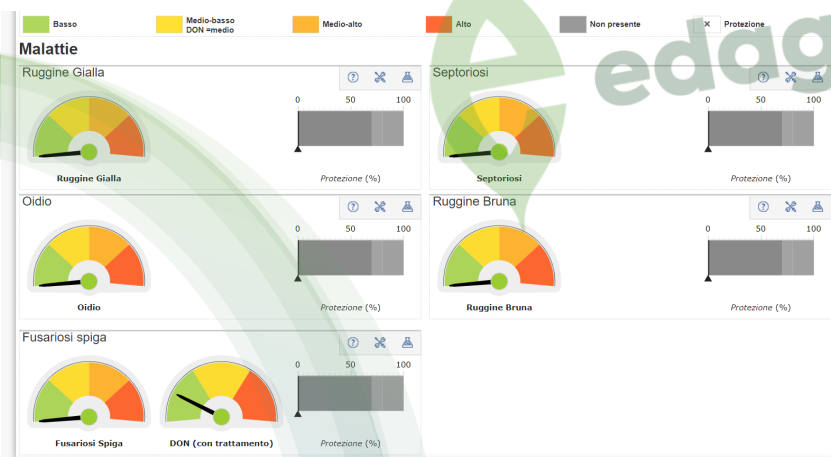 Basso
Medio-basso
DON =medio
Medio-alto
Alto
Non presente
Protezione
Malattie
Ruggine Gialla
0 50 100
Ruggine Gialla
Protezione (%)
Septoriosi
0 50 100
Septoriosi
Protezione (%)
Oidio
0 50 100
Oidio
Protezione (%)
Ruggine Bruna
0 50 100
Ruggine Bruna
Protezione (%)
Fusariosi spiga
0 50 100
Fusariosi Spiga
DON (con trattamento)
Protezione (%)